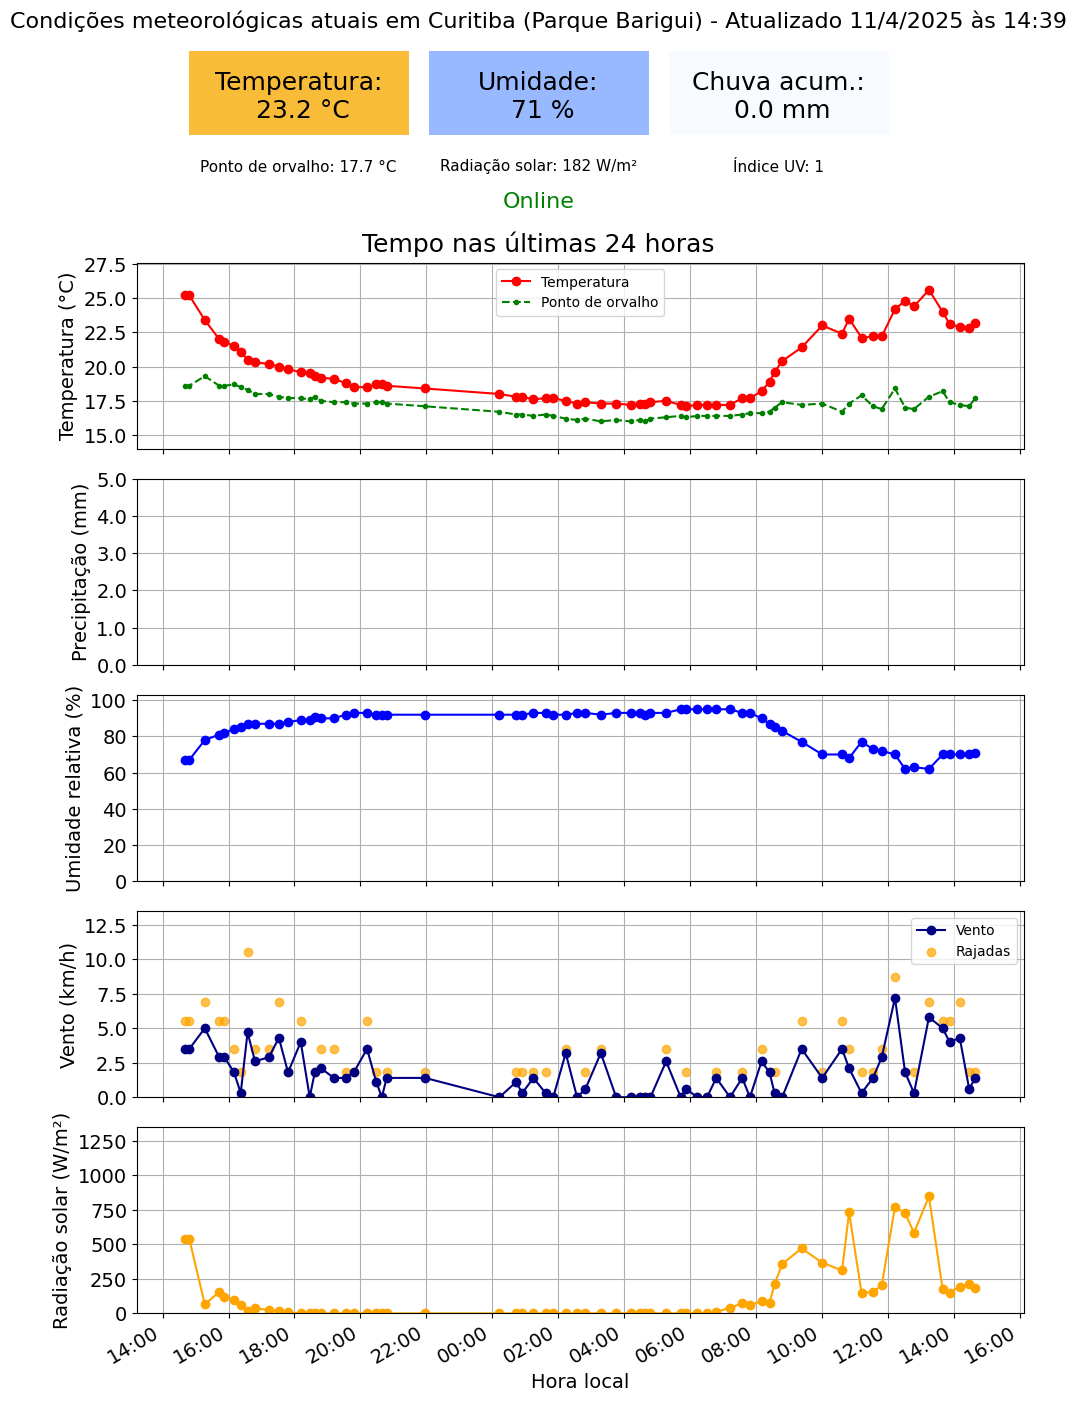 Condições meteorológicas atuais em Curitiba (Parque Barigui) - Atualizado 11/4/2025 às 14:39
Temperatura:
23.2 °C
Umidade:
71 %
Chuva acum.:
0.0 mm
Ponto de orvalho: 17.7 °C
Radiação solar: 182 W/m²
Índice UV: 1
Online
Tempo nas últimas 24 horas
Temperatura (°C)
27.5
25.0
22.5
20.0
17.5
15.0
Temperatura
Ponto de orvalho
Precipitação (mm)
5.0
4.0
3.0
2.0
1.0
0.0
Umidade relativa (%)
100
80
60
40
20
0
Vento (km/h)
12.5
10.0
7.5
5.0
2.5
0.0
Vento
Rajadas
Radiação solar (W/m²)
1250
1000
750
500
250
0
14:00
16:00
18:00
20:00
22:00
00:00
02:00
04:00
06:00
08:00
10:00
12:00
14:00
16:00
Hora local